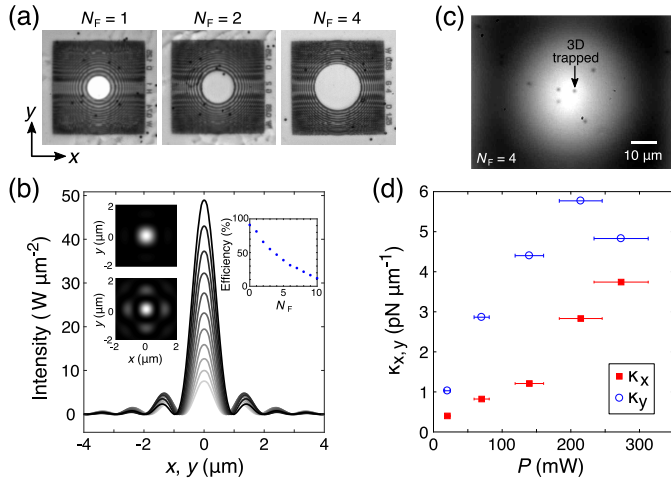 (a)
N_F = 1
N_F = 2
N_F = 4
y
x
(b)
Intensity (W μm⁻²)
50
40
30
20
10
0
−4
−2
0
2
4
x, y (μm)
y (μm)
2
0
−2
y (μm)
2
0
−2
−2
0
2
x (μm)
Efficiency (%)
100
50
0
0
5
10
N_F
(c)
3D
trapped
N_F = 4
10 μm
(d)
κ_x,y (pN μm⁻¹)
6
5
4
3
2
1
0
0
100
200
300
P (mW)
κ_x
κ_y